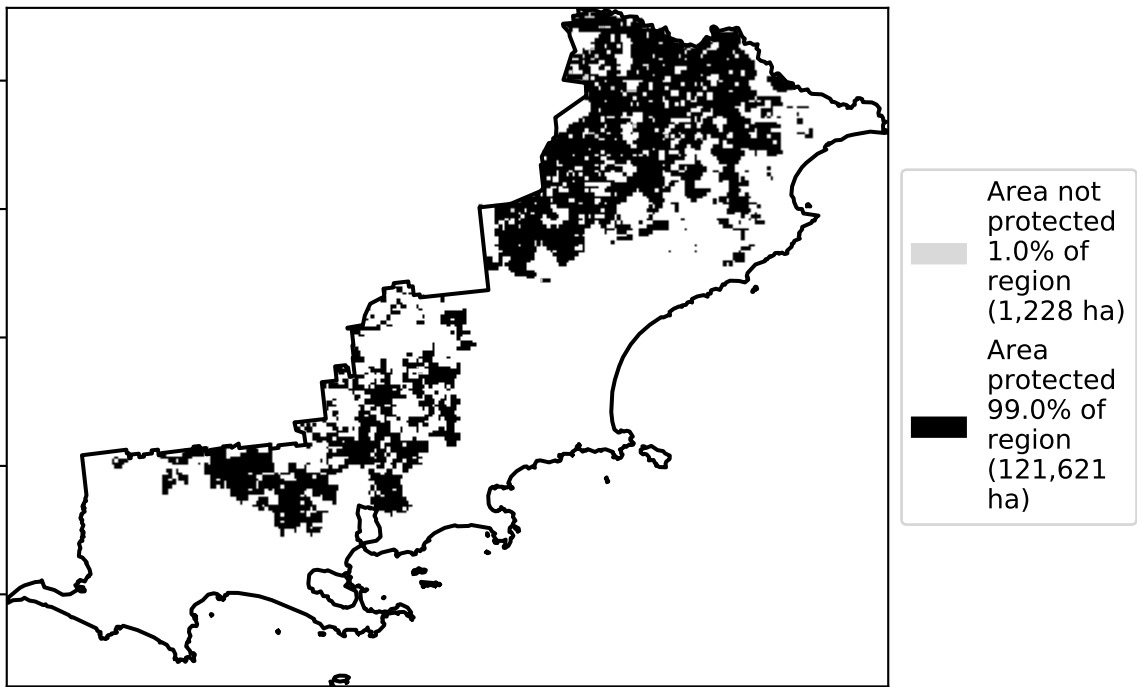 Area not
protected
1.0% of
region
(1,228 ha)
Area
protected
99.0% of
region
(121,621
ha)